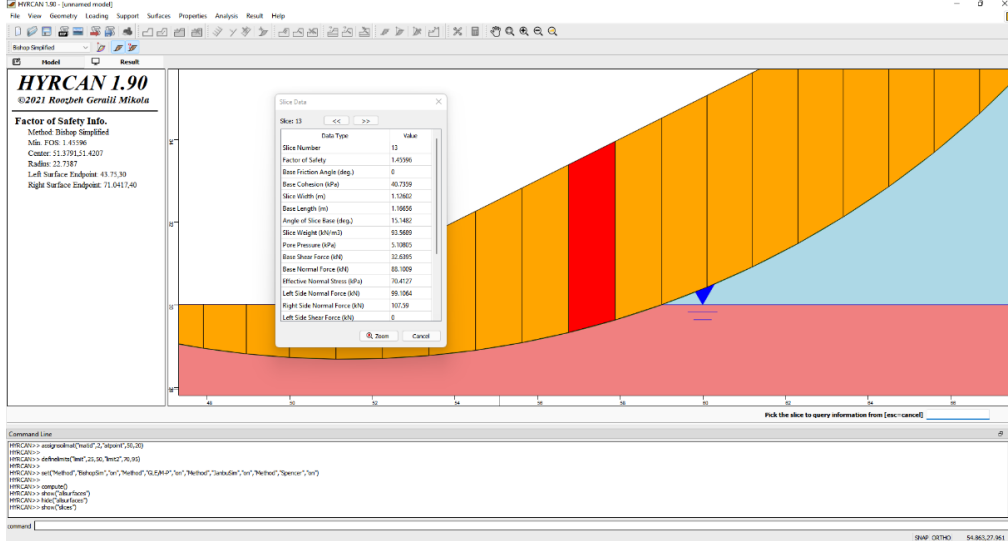 HYRCAN 1.90 - [unnamed model]
File View Geometry Loading Support Surfaces Properties Analysis Result Help
Bishop Simplified
Model Result
HYRCAN 1.90
©2021 Roozbeh Geraili Mikola
Factor of Safety Info.
Method: Bishop Simplified
Min. FOS: 1.45596
Center: 51.3791,51.4207
Radius: 22.7587
Left Surface Endpoint: 43.75,30
Right Surface Endpoint: 71.0417,40
Slice Data
Slice: 13 << >>
Data Type Value
Slice Number 13
Factor of Safety 1.45596
Base Friction Angle (deg.) 0
Base Cohesion (kPa) 40.7359
Slice Width (m) 1.12602
Base Length (m) 1.16656
Angle of Slice Base (deg.) 15.1482
Slice Weight (kN/m3) 93.5689
Pore Pressure (kPa) 5.10805
Base Shear Force (kN) 32.6395
Base Normal Force (kN) 88.1009
Effective Normal Stress (kPa) 70.4127
Left Side Normal Force (kN) 99.1064
Right Side Normal Force (kN) 107.59
Left Side Shear Force (kN) 0
Zoom Cancel
48 50 52 54 56 58 60 62 64 66
Pick the slice to query information from [esc=cancel]
Command Line
HYRCAN>> assignsoilmat("matid",2,"atpoint",50,20)
HYRCAN>>
HYRCAN>> definelimits("limit",25,50,"limit2",70,95)
HYRCAN>>
HYRCAN>> set("Method","BishopSim","on","Method","GLE/M-P","on","Method","JanbuSim","on","Method","Spencer","on")
HYRCAN>>
HYRCAN>> compute()
HYRCAN>> show("allsurfaces")
HYRCAN>> hide("allsurfaces")
HYRCAN>> show("slices")
command
SNAP ORTHO 54.863,27.961